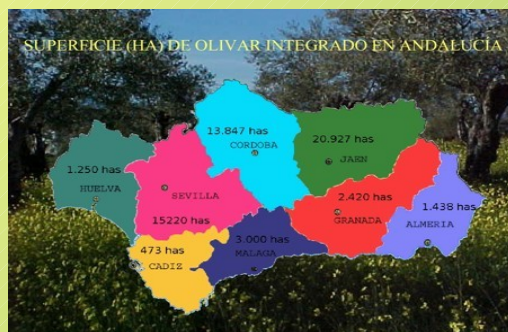 SUPERFICIE (HA) DE OLIVAR INTEGRADO EN ANDALUCÍA
13.847 has
CORDOBA
20.927 has
JAEN
1.250 has
HUELVA
SEVILLA
15220 has
2.420 has
GRANADA
1.438 has
ALMERIA
473 has
CADIZ
3.000 has
MALAGA